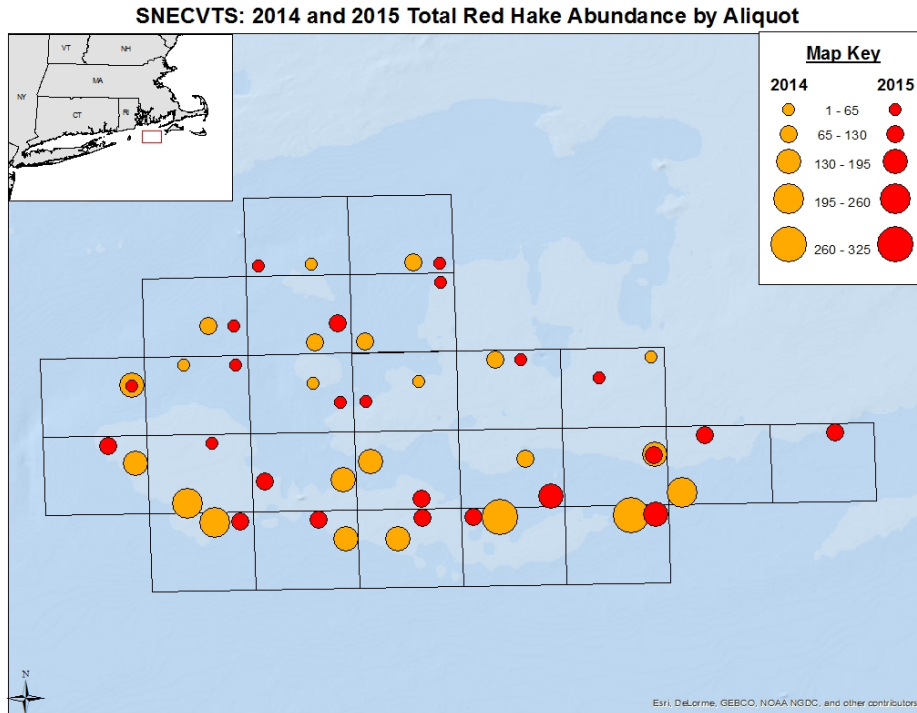 SNECVTS: 2014 and 2015 Total Red Hake Abundance by Aliquot
VT
NH
NY
MA
CT
RI
Map Key
2014 2015
1 - 65
65 - 130
130 - 195
195 - 260
260 - 325
N
Esri, DeLorme, GEBCO, NOAA NGDC, and other contributors